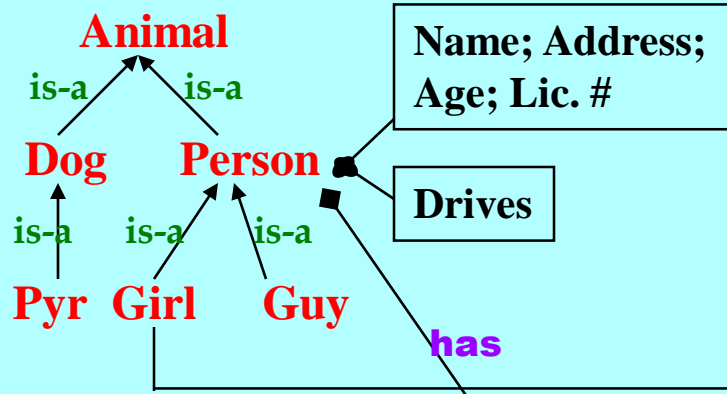 Animal
Name; Address;
Age; Lic. #
is-a is-a
Dog Person
Drives
is-a is-a is-a
Pyr Girl Guy
has